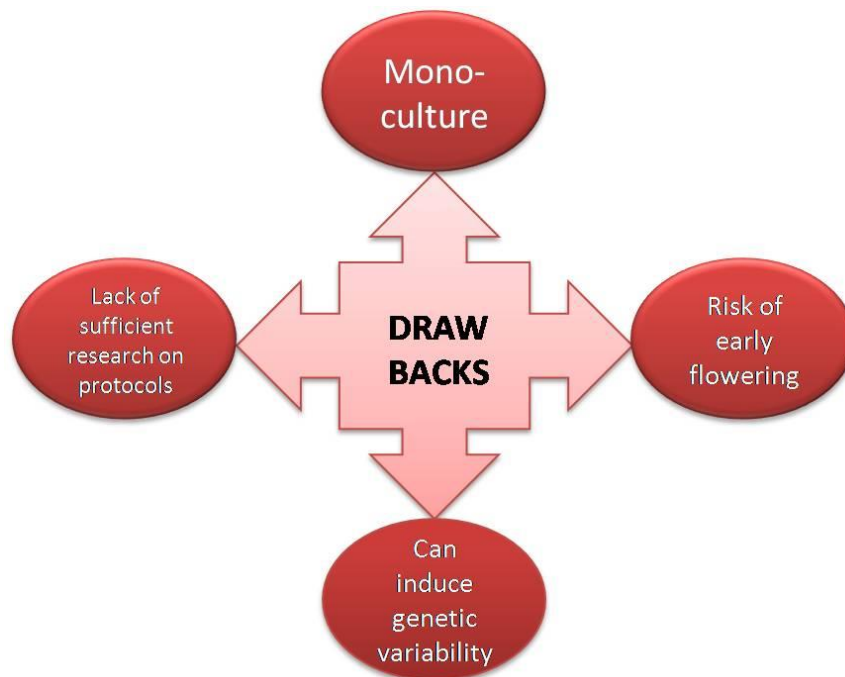 Mono-
culture
Lack of
sufficient
research on
protocols
DRAW
BACKS
Risk of
early
flowering
Can
induce
genetic
variability